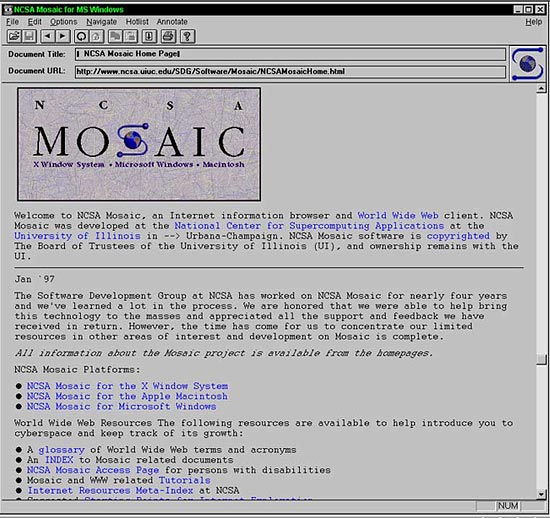 NCSA Mosaic for MS Windows
File Edit Options Navigate Hotlist Annotate Help
Document Title: NCSA Mosaic Home Page
Document URL: http://www.ncsa.uiuc.edu/SDG/Software/Mosaic/NCSAMosaicHome.html
N C S A
MOSAIC
X Window System • Microsoft Windows • Macintosh
Welcome to NCSA Mosaic, an Internet information browser and World Wide Web client. NCSA
Mosaic was developed at the National Center for Supercomputing Applications at the
University of Illinois in --> Urbana-Champaign. NCSA Mosaic software is copyrighted by
The Board of Trustees of the University of Illinois (UI), and ownership remains with the
UI.
Jan `97
The Software Development Group at NCSA has worked on NCSA Mosaic for nearly four years
and we've learned a lot in the process. We are honored that we were able to help bring
this technology to the masses and appreciated all the support and feedback we have
received in return. However, the time has come for us to concentrate our limited
resources in other areas of interest and development on Mosaic is complete.
All information about the Mosaic project is available from the homepages.
NCSA Mosaic Platforms:
● NCSA Mosaic for the X Window System
● NCSA Mosaic for the Apple Macintosh
● NCSA Mosaic for Microsoft Windows
World Wide Web Resources The following resources are available to help introduce you to
cyberspace and keep track of its growth:
● A glossary of World Wide Web terms and acronyms
● An INDEX to Mosaic related documents
● NCSA Mosaic Access Page for persons with disabilities
● Mosaic and WWW related Tutorials
● Internet Resources Meta-Index at NCSA
● Suggested Starting Points for Internet Exploration
NUM